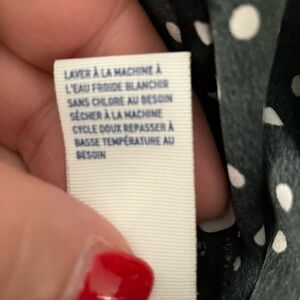 LAVER À LA MACHINE À
L'EAU FROIDE BLANCHIR
SANS CHLORE AU BESOIN
SÉCHER À LA MACHINE
CYCLE DOUX REPASSER À
BASSE TEMPÉRATURE AU
BESOIN